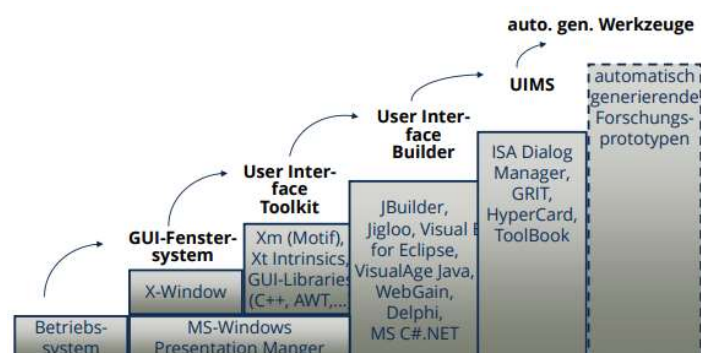 auto. gen. Werkzeuge
UIMS
automatisch
generierende
Forschungs-
prototypen
User Inter-
face
Builder
ISA Dialog
Manager,
GRIT,
HyperCard,
ToolBook
User Inter-
face
Toolkit
JBuilder,
Jigloo, Visual E
for Eclipse,
VisualAge Java,
WebGain,
Delphi,
MS C#.NET
GUI-Fenster-
system
Xm (Motif),
Xt Intrinsics,
GUI-Libraries
(C++, AWT,...
X-Window
Betriebs-
system
MS-Windows
Presentation Manger